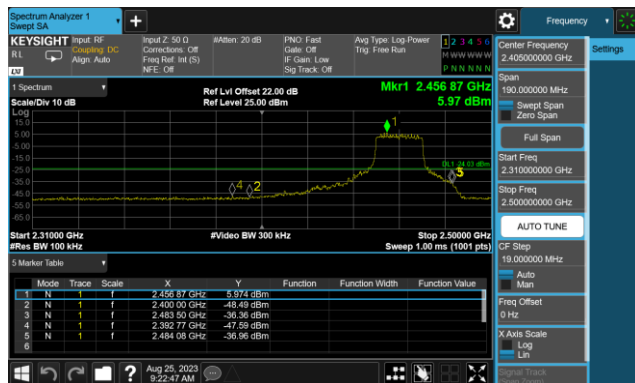 Spectrum Analyzer 1
Swept SA
Frequency
KEYSIGHT
RL
LXI
Input: RF
Coupling: DC
Align: Auto
Input Z: 50 Ω
Corrections: Off
Freq Ref: Int (S)
NFE: Off
#Atten: 20 dB
PNO: Fast
Gate: Off
IF Gain: Low
Sig Track: Off
Avg Type: Log-Power
Trig: Free Run
1 2 3 4 5 6
M W W W W W
P N N N N N
1 Spectrum
Scale/Div 10 dB
Ref Lvl Offset 22.00 dB
Ref Level 25.00 dBm
Mkr1 2.456 87 GHz
5.97 dBm
Log
15.0
5.00
-5.00
-15.0
-25.0
-35.0
-45.0
-55.0
-65.0
1
DL1 -24.03 dBm
4
2
Start 2.31000 GHz
#Res BW 100 kHz
#Video BW 300 kHz
Stop 2.50000 GHz
Sweep 1.00 ms (1001 pts)
5 Marker Table
Mode Trace Scale X Y Function Function Width Function Value
1 N 1 f 2.456 87 GHz 5.974 dBm
2 N 1 f 2.400 00 GHz -48.49 dBm
3 N 1 f 2.483 50 GHz -36.36 dBm
4 N 1 f 2.392 77 GHz -47.59 dBm
5 N 1 f 2.484 08 GHz -36.96 dBm
6
Aug 25, 2023
9:22:47 AM
Center Frequency
2.405000000 GHz
Settings
Span
190.000000 MHz
Swept Span
Zero Span
Full Span
Start Freq
2.310000000 GHz
Stop Freq
2.500000000 GHz
AUTO TUNE
CF Step
19.000000 MHz
Auto
Man
Freq Offset
0 Hz
X Axis Scale
Log
Lin
Signal Track